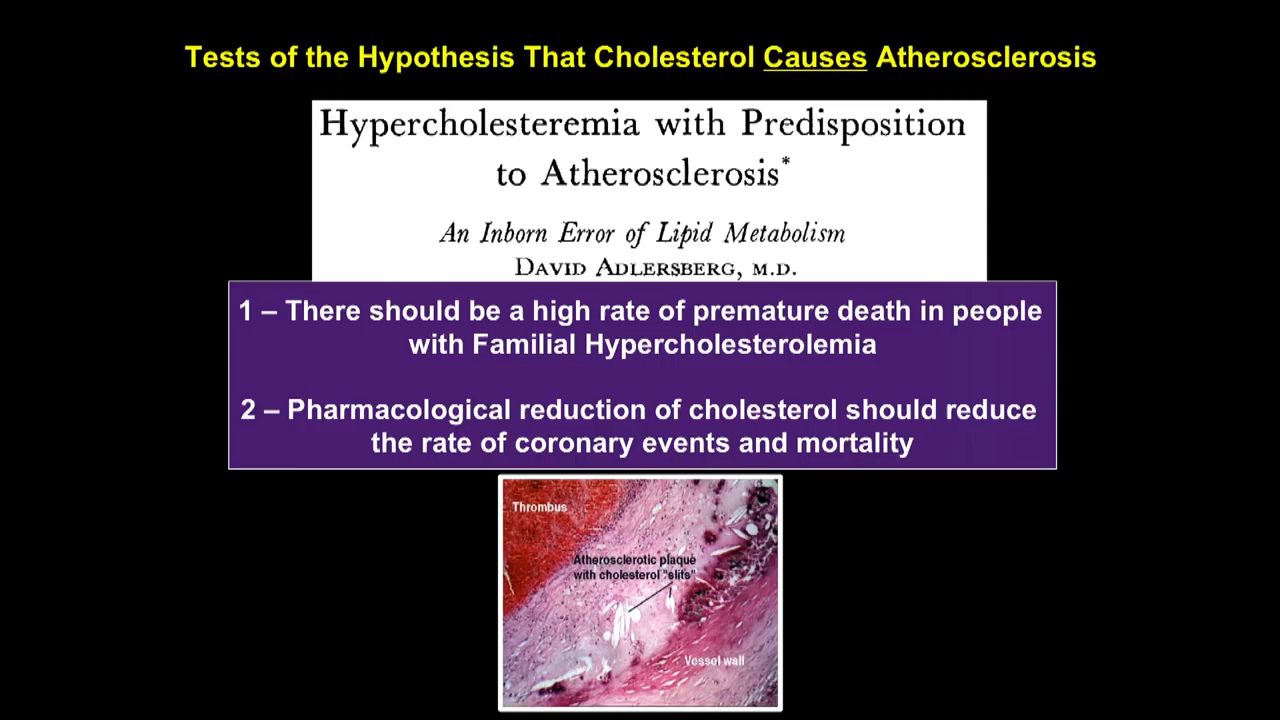 Tests of the Hypothesis That Cholesterol Causes Atherosclerosis
Hypercholesteremia with Predisposition
to Atherosclerosis*
An Inborn Error of Lipid Metabolism
DAVID ADLERSBERG, M.D.
1 – There should be a high rate of premature death in people
with Familial Hypercholesterolemia
2 – Pharmacological reduction of cholesterol should reduce
the rate of coronary events and mortality
Thrombus
Atherosclerotic plaque
with cholesterol "slits"
Vessel wall